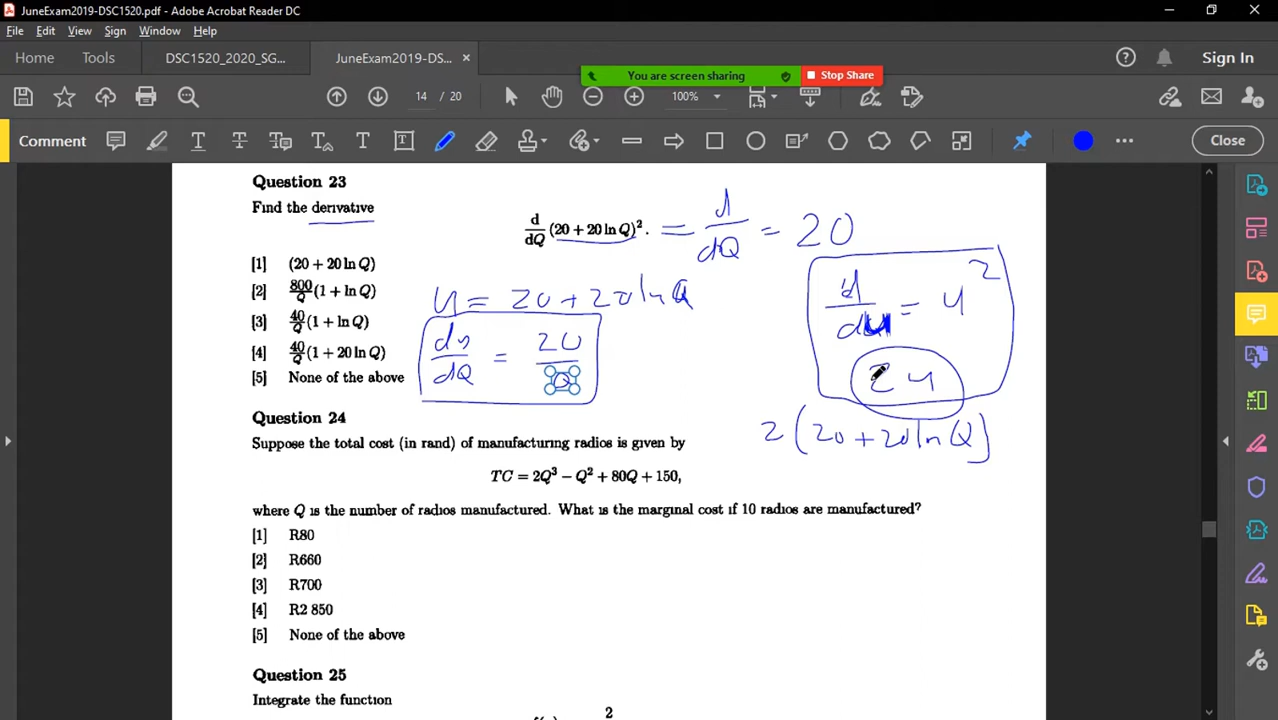 JuneExam2019-DSC1520.pdf - Adobe Acrobat Reader DC
File Edit View Sign Window Help
Home Tools DSC1520_2020_SG... JuneExam2019-DS... × Sign In
You are screen sharing Stop Share
14 / 20 100%
Comment Close
Question 23
Find the derivative
d/dQ (20 + 20 ln Q)². = d/dQ = 20
[1] (20 + 20 ln Q)
[2] 800/Q (1 + ln Q)
[3] 40/Q (1 + ln Q)
[4] 40/Q (1 + 20 ln Q)
[5] None of the above
u = 20 + 20 ln Q
du/dQ = 20/Q
d/du = u²
2u
2(20 + 20 ln Q)
Question 24
Suppose the total cost (in rand) of manufacturing radios is given by
TC = 2Q³ − Q² + 80Q + 150,
where Q is the number of radios manufactured. What is the marginal cost if 10 radios are manufactured?
[1] R80
[2] R660
[3] R700
[4] R2 850
[5] None of the above
Question 25
Integrate the function
2